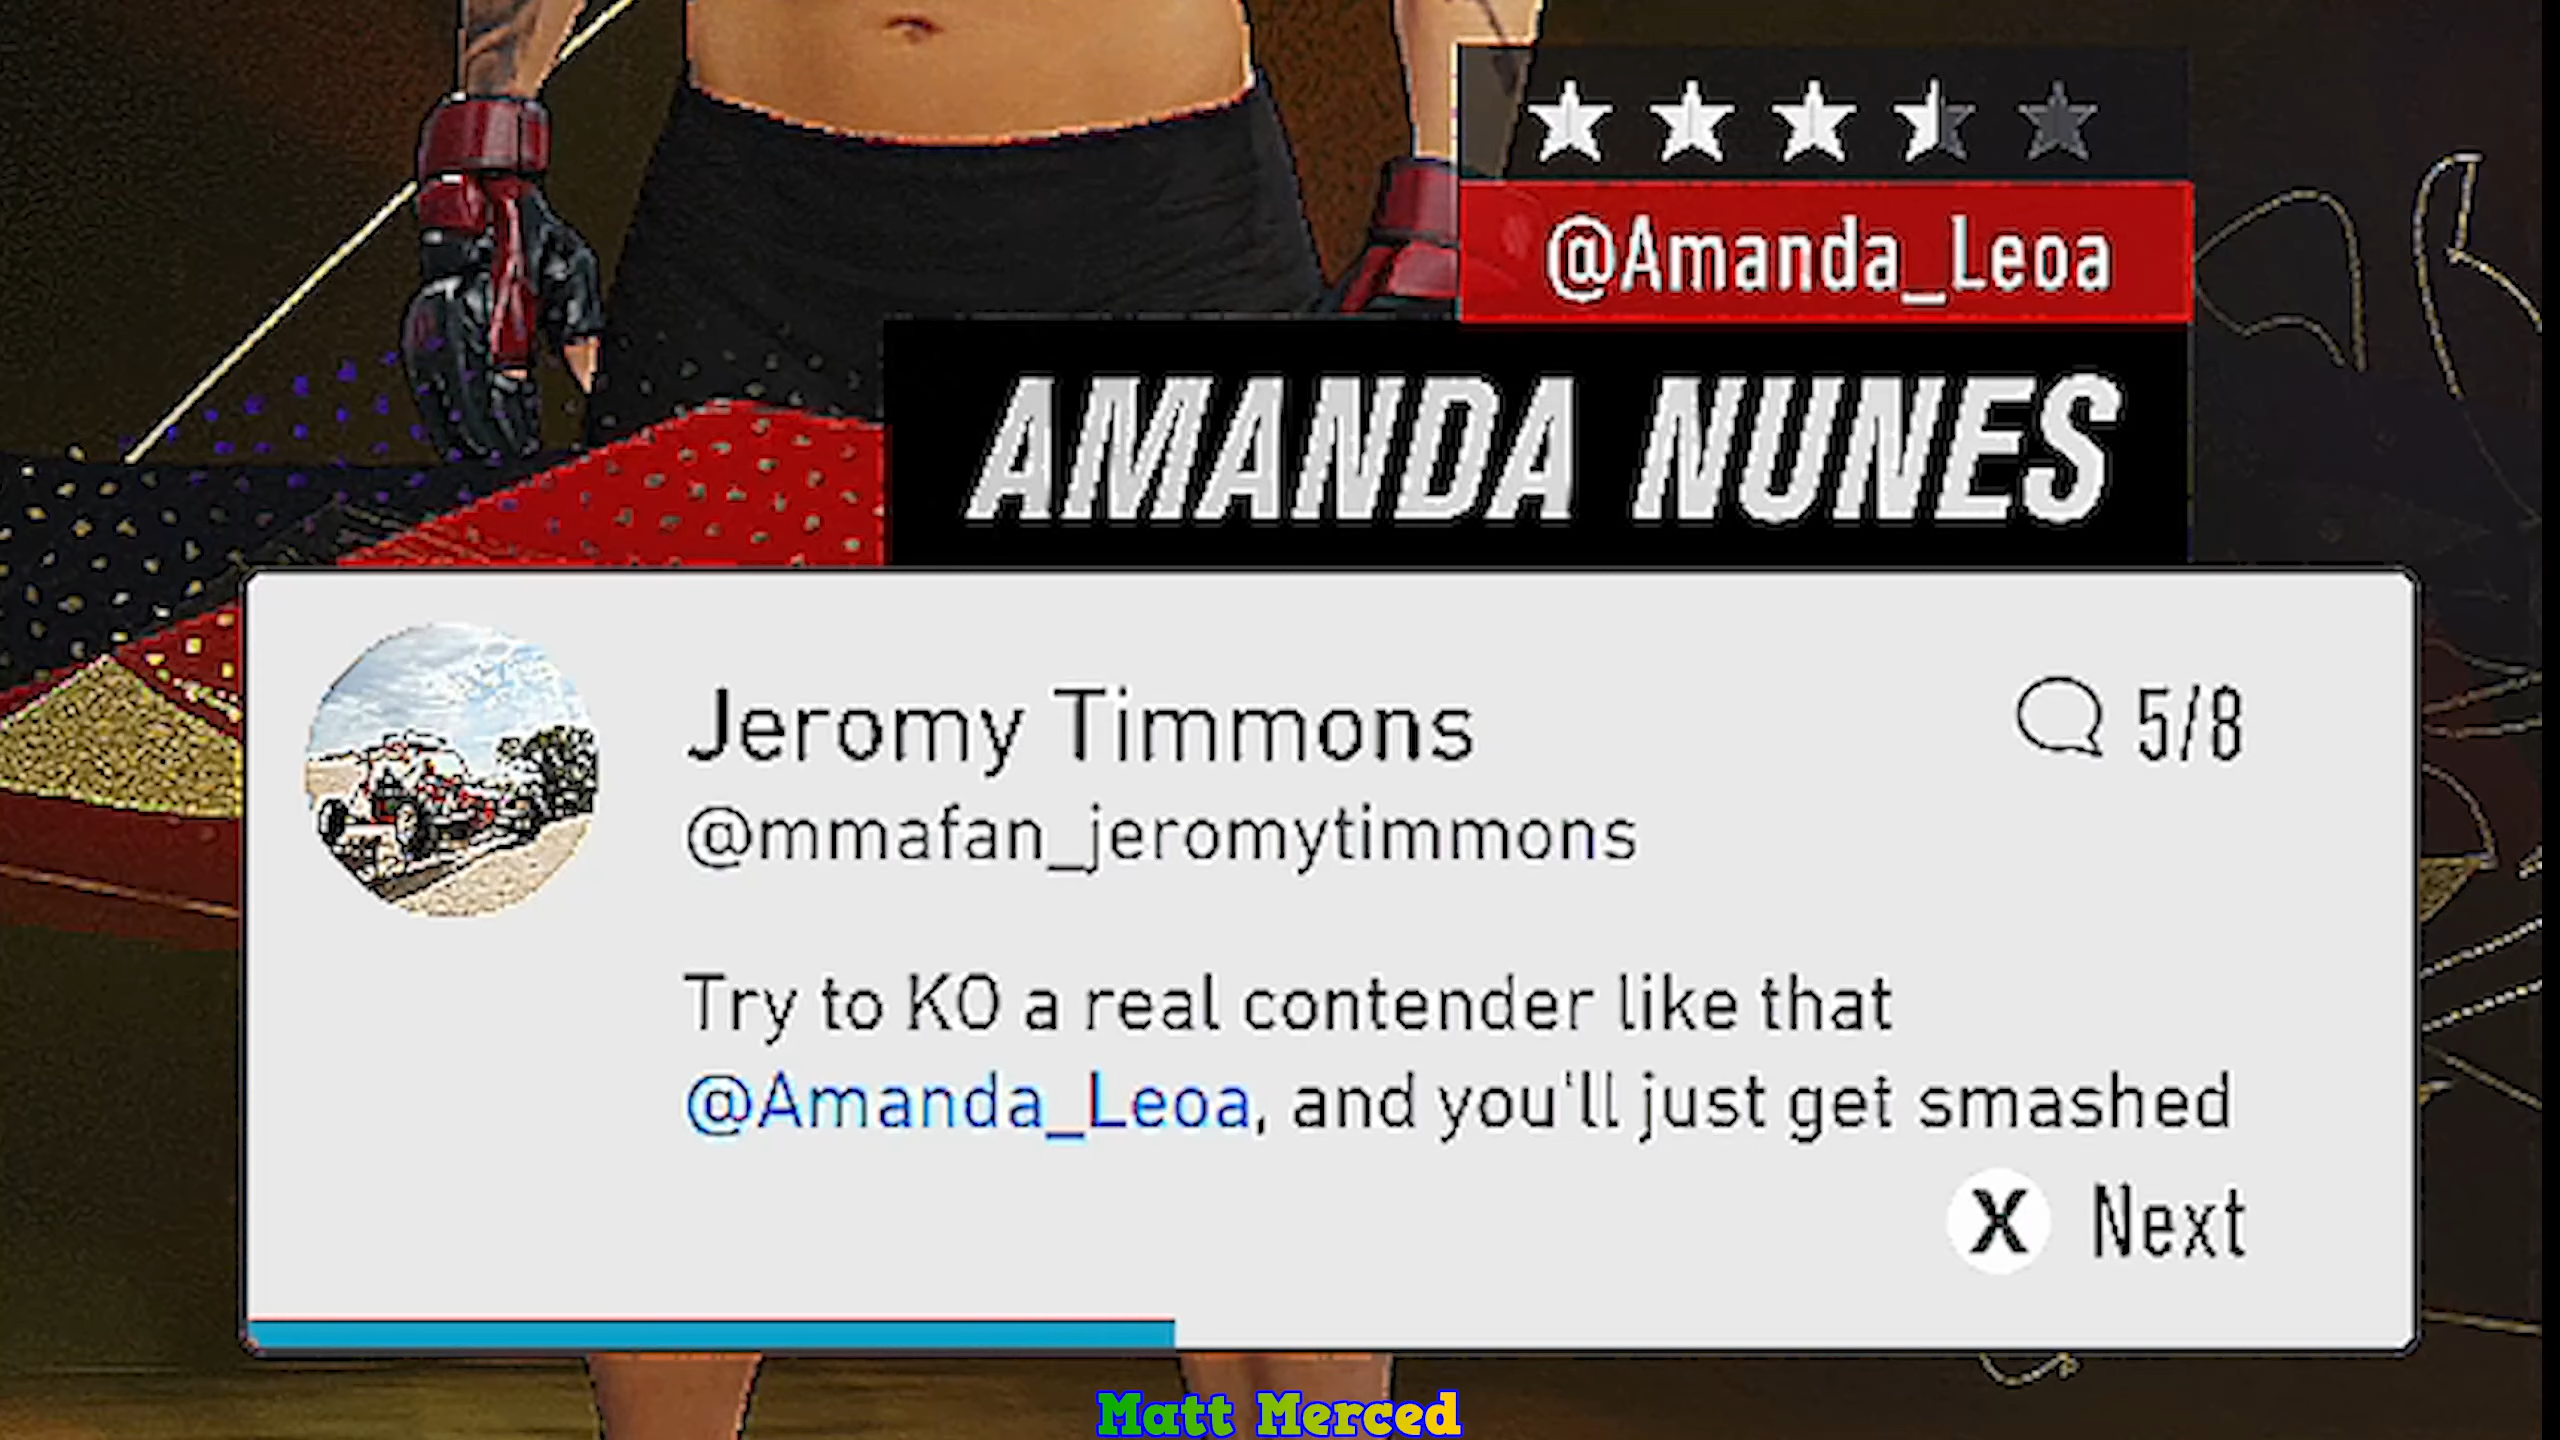 @Amanda_Leoa
AMANDA NUNES
Jeromy Timmons
5/8
@mmafan_jeromytimmons
Try to KO a real contender like that
@Amanda_Leoa, and you'll just get smashed
X Next
Matt Merced